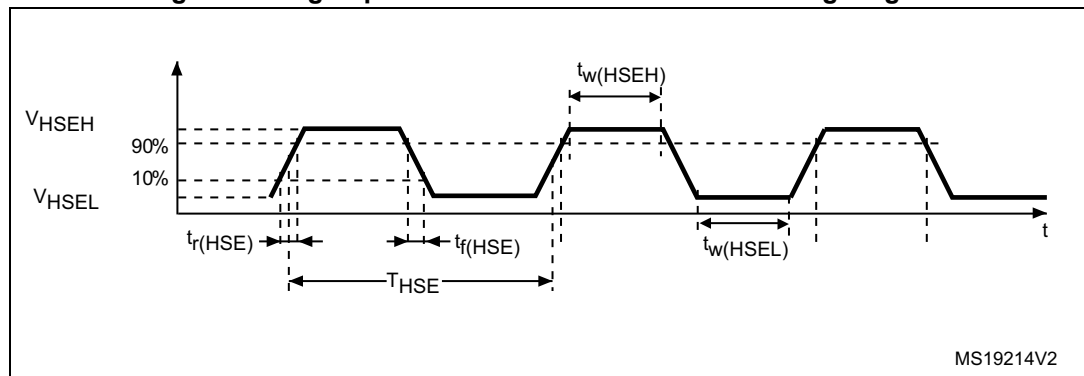 tw(HSEH)
VHSEH
90%
10%
VHSEL
tr(HSE)
tf(HSE)
tw(HSEL)
t
THSE
MS19214V2